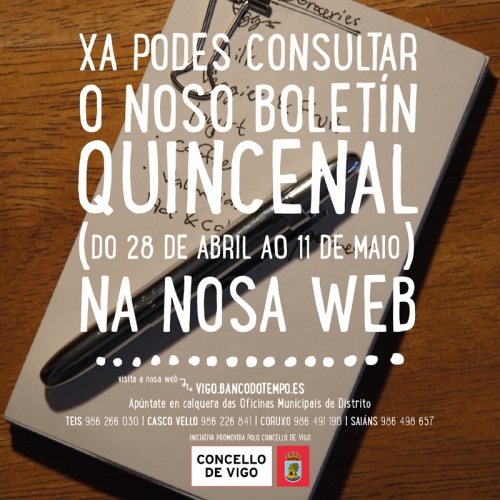 Groceries
Eggs
XA PODES CONSULTAR
O NOSO BOLETÍN
QUINCENAL
(DO 28 DE ABRIL AO 11 DE MAIO)
NA NOSA WEB
visita a nosa web
VIGO.BANCODOTEMPO.ES
Apúntate en calquera das Oficinas Municipais de Distrito
TEIS 986 266 030 | CASCO VELLO 986 226 841 | CORUXO 986 491 190 | SAIÁNS 986 498 657
INICIATIVA PROMOVIDA POLO CONCELLO DE VIGO
CONCELLO
DE VIGO